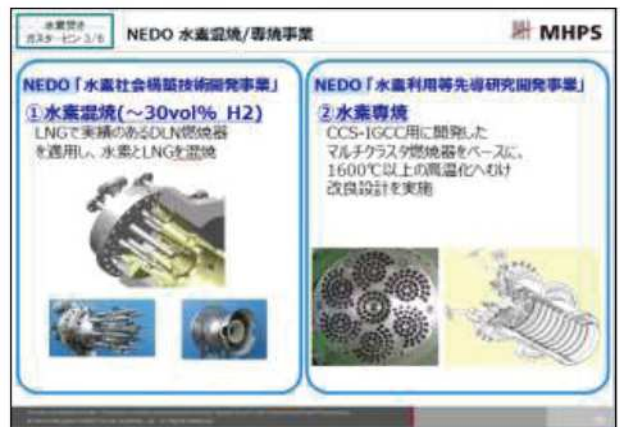 水素焚き
ガスタービン 3/6
NEDO 水素混焼/専焼事業
MHPS
NEDO「水素社会構築技術開発事業」
①水素混焼(～30vol% H2)
LNGで実績のあるDLN燃焼器
を適用し、水素とLNGを混焼
NEDO「水素利用等先導研究開発事業」
②水素専焼
CCS-IGCC用に開発した
マルチクラスタ燃焼器をベースに、
1600℃以上の高温化へむけ
改良設計を実施